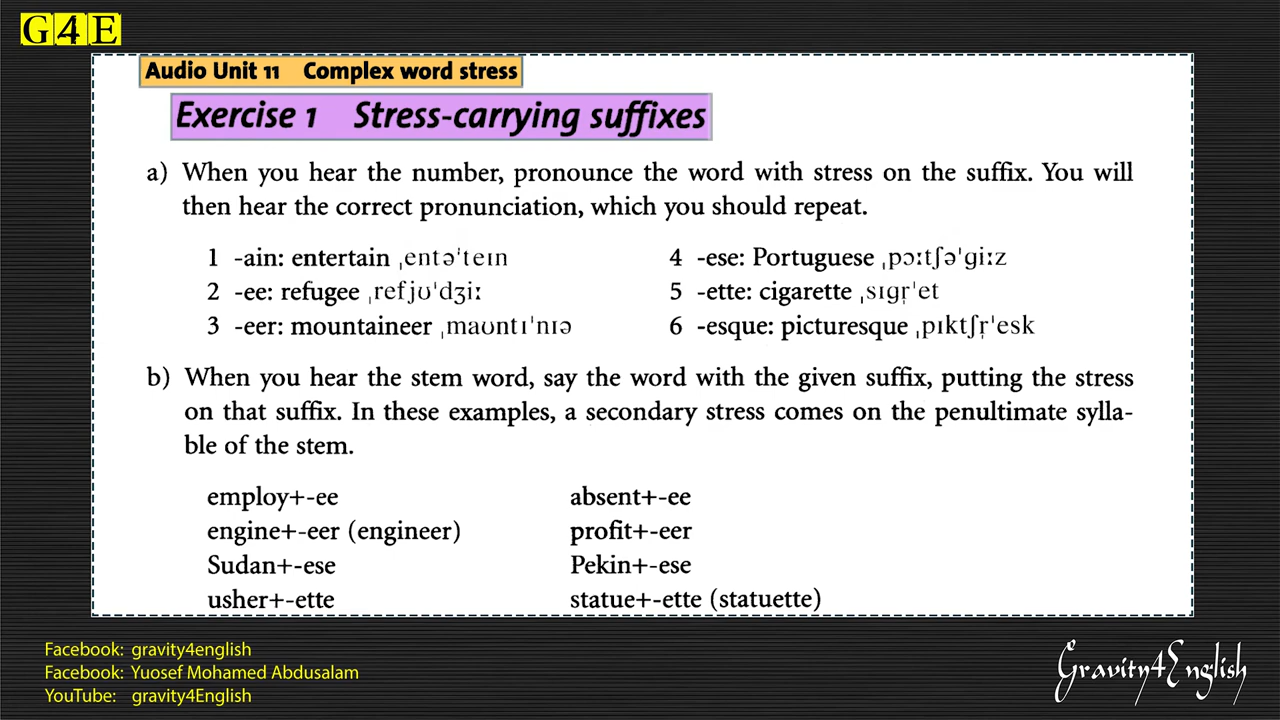 G4E
Audio Unit 11 Complex word stress
Exercise 1 Stress-carrying suffixes
a) When you hear the number, pronounce the word with stress on the suffix. You will
then hear the correct pronunciation, which you should repeat.
1 -ain: entertain ˌentəˈteɪn
2 -ee: refugee ˌrefjʊˈdʒiː
3 -eer: mountaineer ˌmaʊntɪˈnɪə
4 -ese: Portuguese ˌpɔːtʃəˈɡiːz
5 -ette: cigarette ˌsɪɡr̩ˈet
6 -esque: picturesque ˌpɪktʃr̩ˈesk
b) When you hear the stem word, say the word with the given suffix, putting the stress
on that suffix. In these examples, a secondary stress comes on the penultimate sylla-
ble of the stem.
employ+-ee
engine+-eer (engineer)
Sudan+-ese
usher+-ette
absent+-ee
profit+-eer
Pekin+-ese
statue+-ette (statuette)
Facebook: gravity4english
Facebook: Yuosef Mohamed Abdusalam
YouTube: gravity4English
Gravity4English